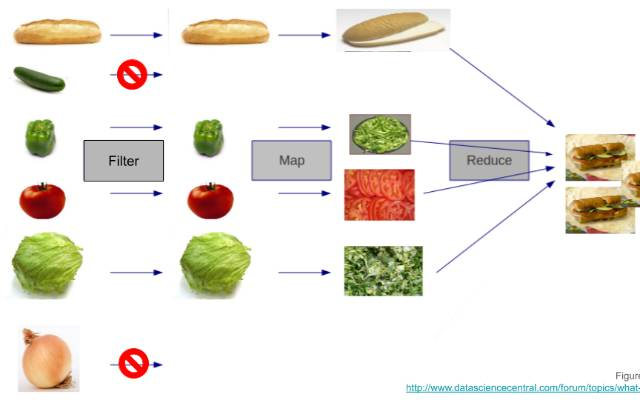 Filter
Map
Reduce
Figure
http://www.datasciencecentral.com/forum/topics/what-